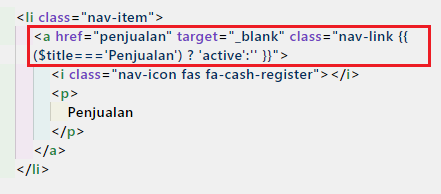 <li class="nav-item">
<a href="penjualan" target="_blank" class="nav-link {{
($title==='Penjualan') ? 'active':'' }}">
<i class="nav-icon fas fa-cash-register"></i>
<p>
Penjualan
</p>
</a>
</li>